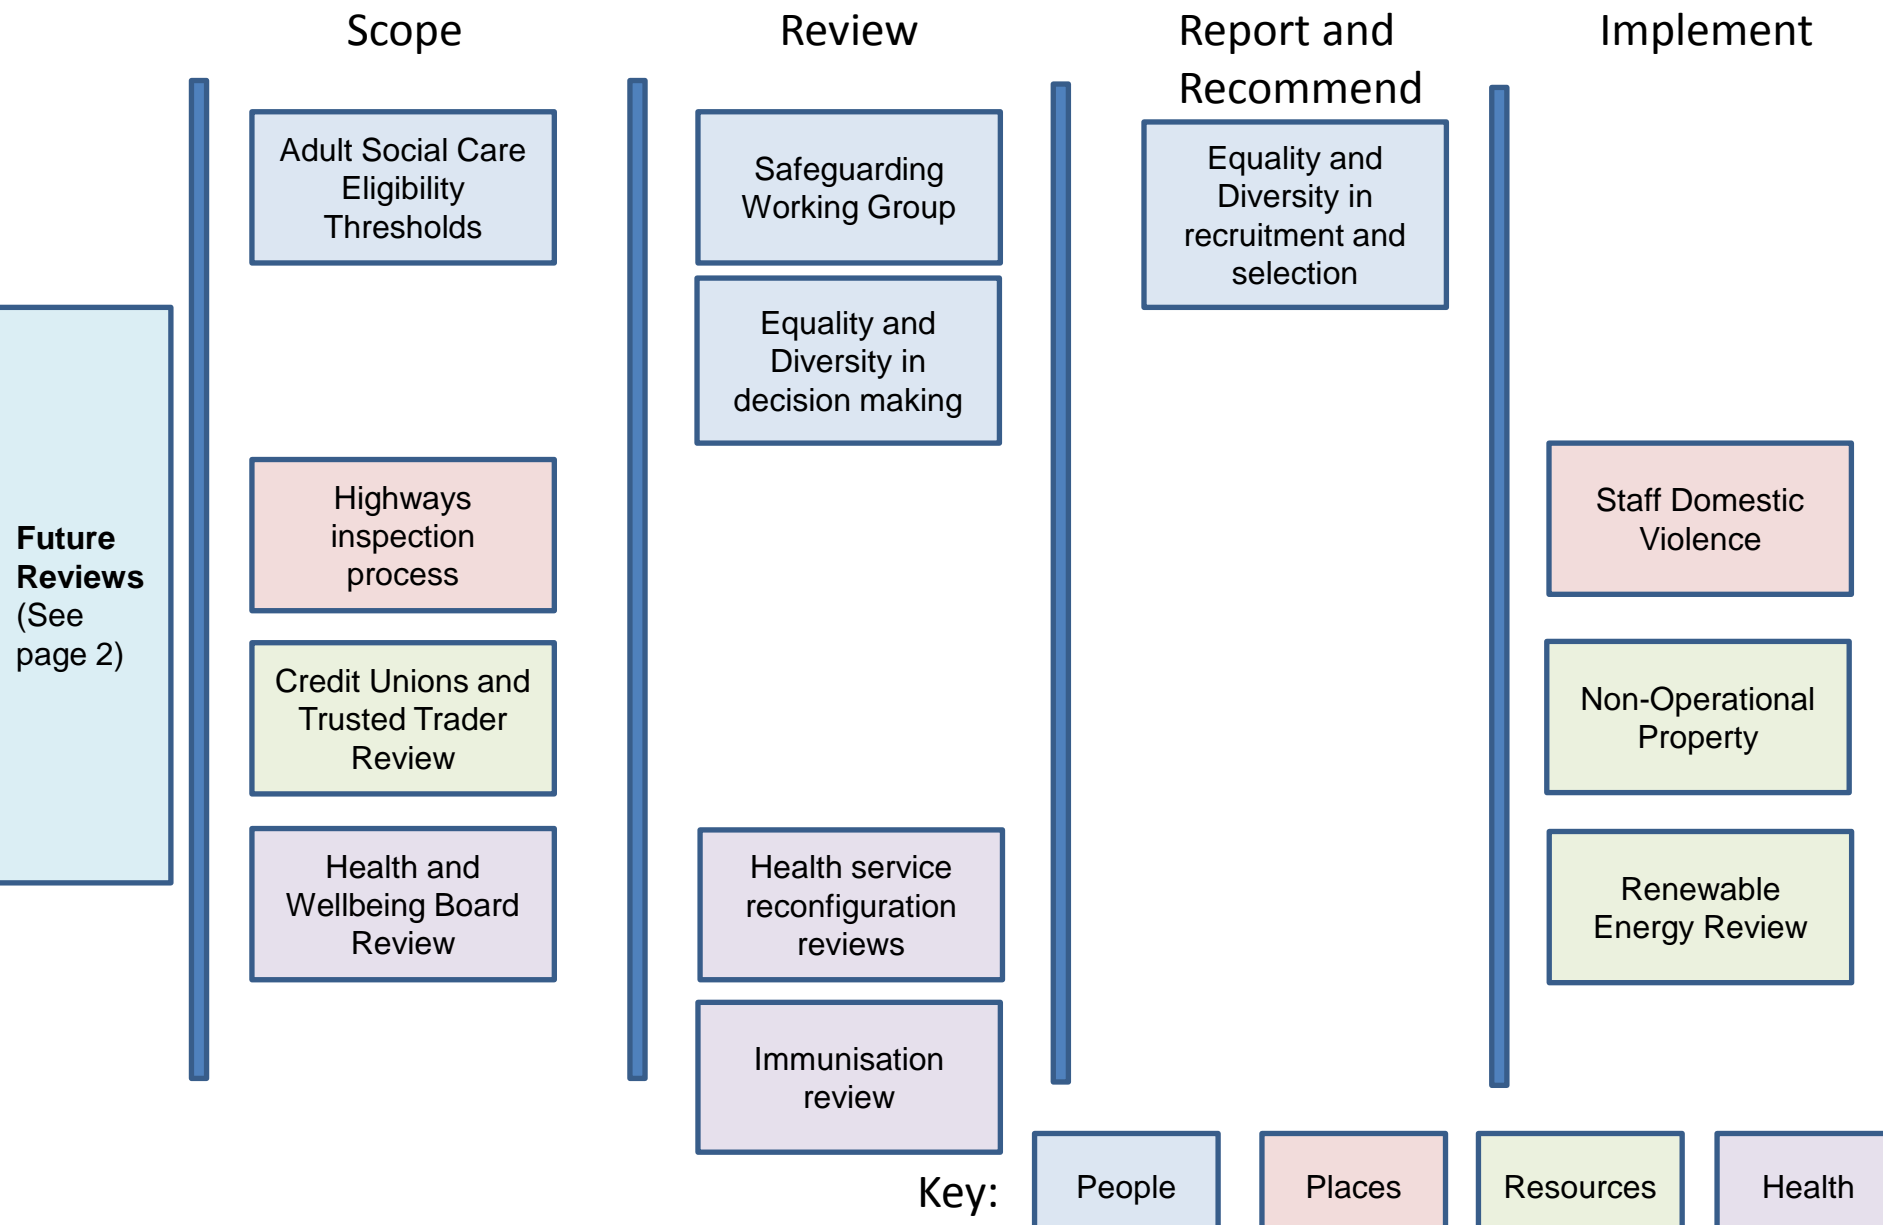 Scope
Review
Report and
Recommend
Implement
Future
Reviews
(See
page 2)
Adult Social Care
Eligibility
Thresholds
Highways
inspection
process
Credit Unions and
Trusted Trader
Review
Health and
Wellbeing Board
Review
Safeguarding
Working Group
Equality and
Diversity in
decision making
Health service
reconfiguration
reviews
Immunisation
review
Equality and
Diversity in
recruitment and
selection
Staff Domestic
Violence
Non-Operational
Property
Renewable
Energy Review
Key:
People
Places
Resources
Health